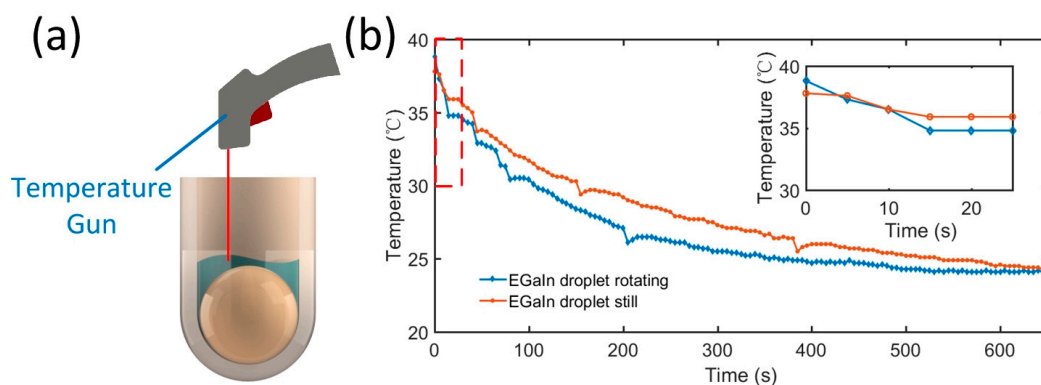 (a)
Temperature
Gun
(b)
40
35
30
25
20
Temperature (℃)
0
100
200
300
400
500
600
Time (s)
EGaIn droplet rotating
EGaIn droplet still
40
35
30
Temperature (℃)
0
10
20
Time (s)